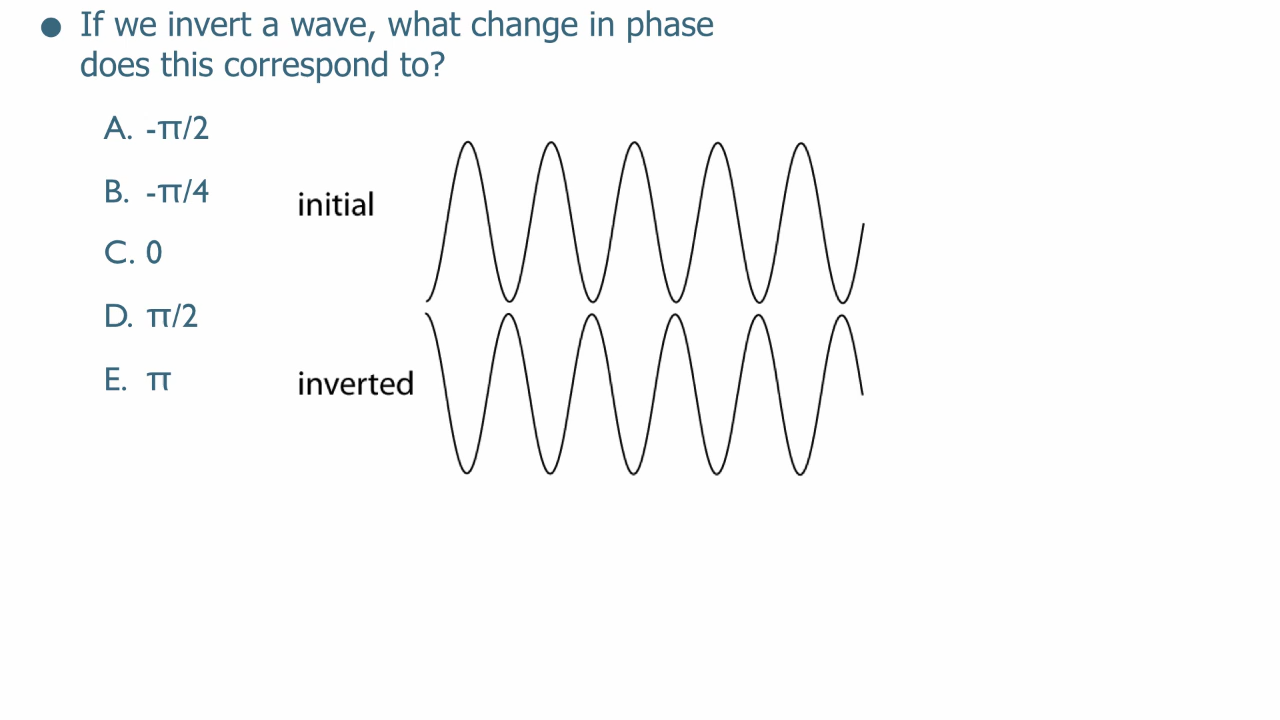 ● If we invert a wave, what change in phase
does this correspond to?
A. -π/2
B. -π/4
C. 0
D. π/2
E. π
initial
inverted